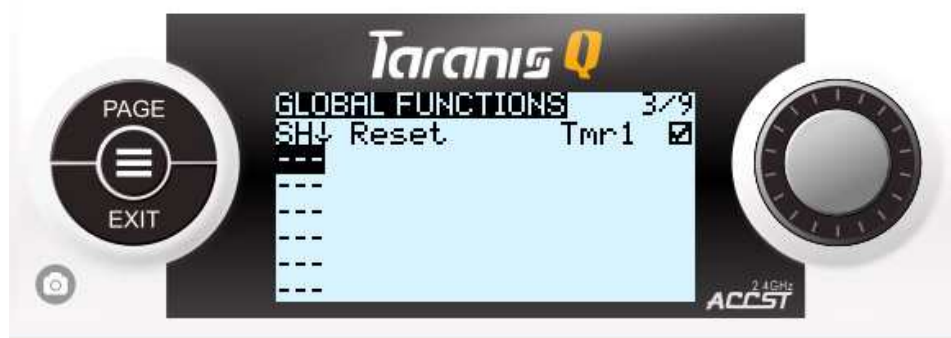 Taranis Q
PAGE
EXIT
GLOBAL FUNCTIONS 3/9
SH↓ Reset Tmr1 ☑
---
---
---
---
---
---
2.4GHz
ACCST